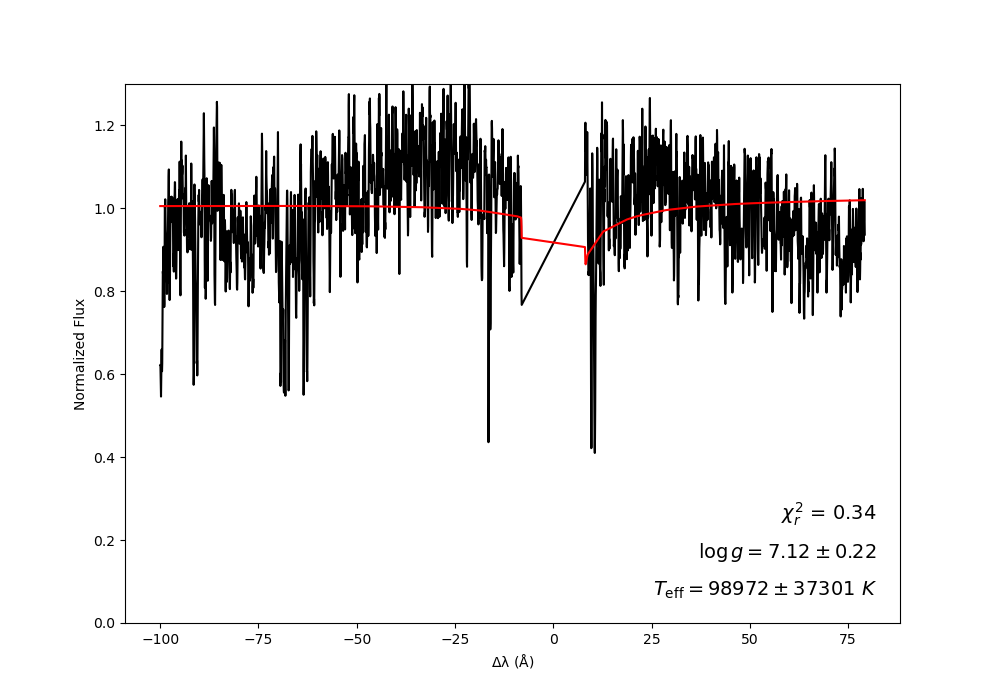 1.2
1.0
0.8
0.6
0.4
0.2
0.0
Normalized Flux
χ²ᵣ = 0.34
log g = 7.12 ± 0.22
T_eff = 98972 ± 37301 K
−100 −75 −50 −25 0 25 50 75
Δλ (Å)